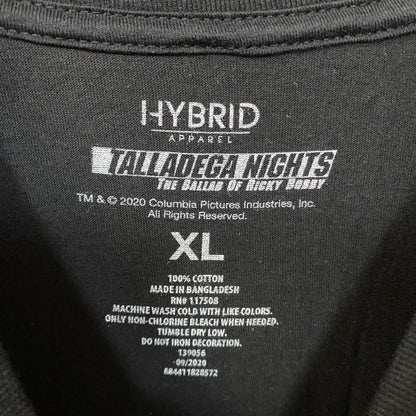 HYBRID
APPAREL
TALLADEGA NIGHTS
THE BALLAD OF RICKY BOBBY
TM & © 2020 Columbia Pictures Industries, Inc.
All Rights Reserved.
XL
100% COTTON
MADE IN BANGLADESH
RN# 117508
MACHINE WASH COLD WITH LIKE COLORS.
ONLY NON-CHLORINE BLEACH WHEN NEEDED.
TUMBLE DRY LOW.
DO NOT IRON DECORATION.
139056
09/2020
884411828572